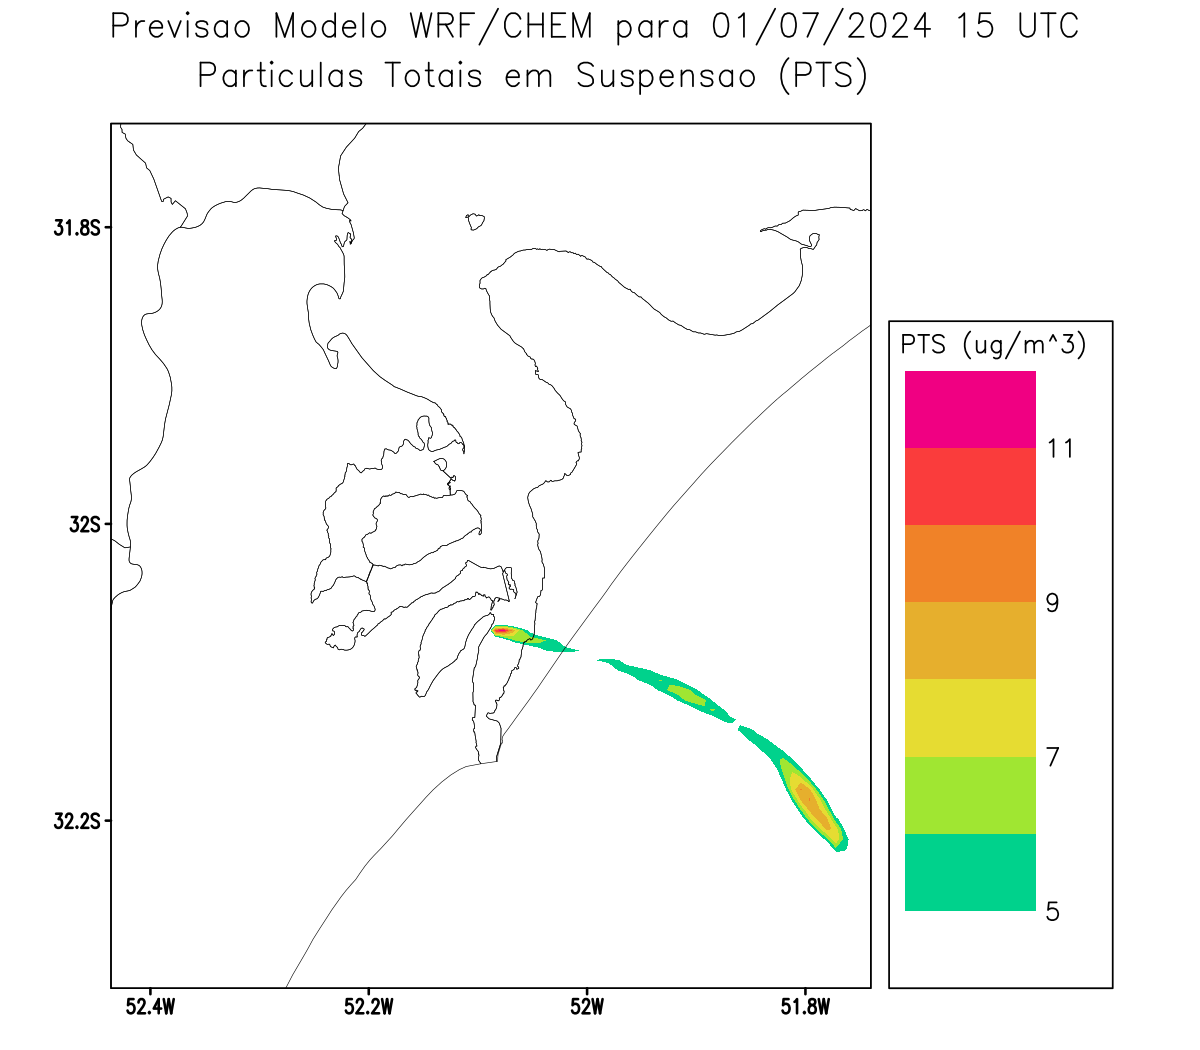 Previsao Modelo WRF/CHEM para 01/07/2024 15 UTC
Particulas Totais em Suspensao (PTS)
31.8S
32S
32.2S
52.4W
52.2W
52W
51.8W
PTS (ug/m^3)
11
9
7
5